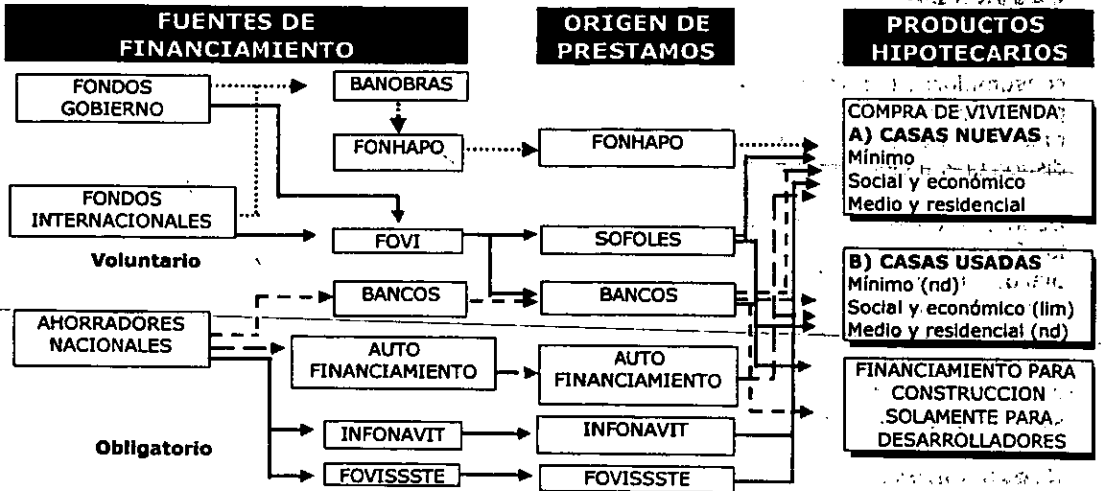 FUENTES DE
FINANCIAMIENTO
ORIGEN DE
PRESTAMOS
PRODUCTOS
HIPOTECARIOS
FONDOS
GOBIERNO
FONDOS
INTERNACIONALES
Voluntario
AHORRADORES
NACIONALES
Obligatorio
BANOBRAS
FONHAPO
FOVI
BANCOS
AUTO
FINANCIAMIENTO
INFONAVIT
FOVISSSTE
FONHAPO
SOFOLES
BANCOS
AUTO
FINANCIAMIENTO
INFONAVIT
FOVISSSTE
COMPRA DE VIVIENDA
A) CASAS NUEVAS
Mínimo
Social y económico
Medio y residencial
B) CASAS USADAS
Mínimo (nd)
Social y económico (lim)
Medio y residencial (nd)
FINANCIAMIENTO PARA
CONSTRUCCION
SOLAMENTE PARA
DESARROLLADORES